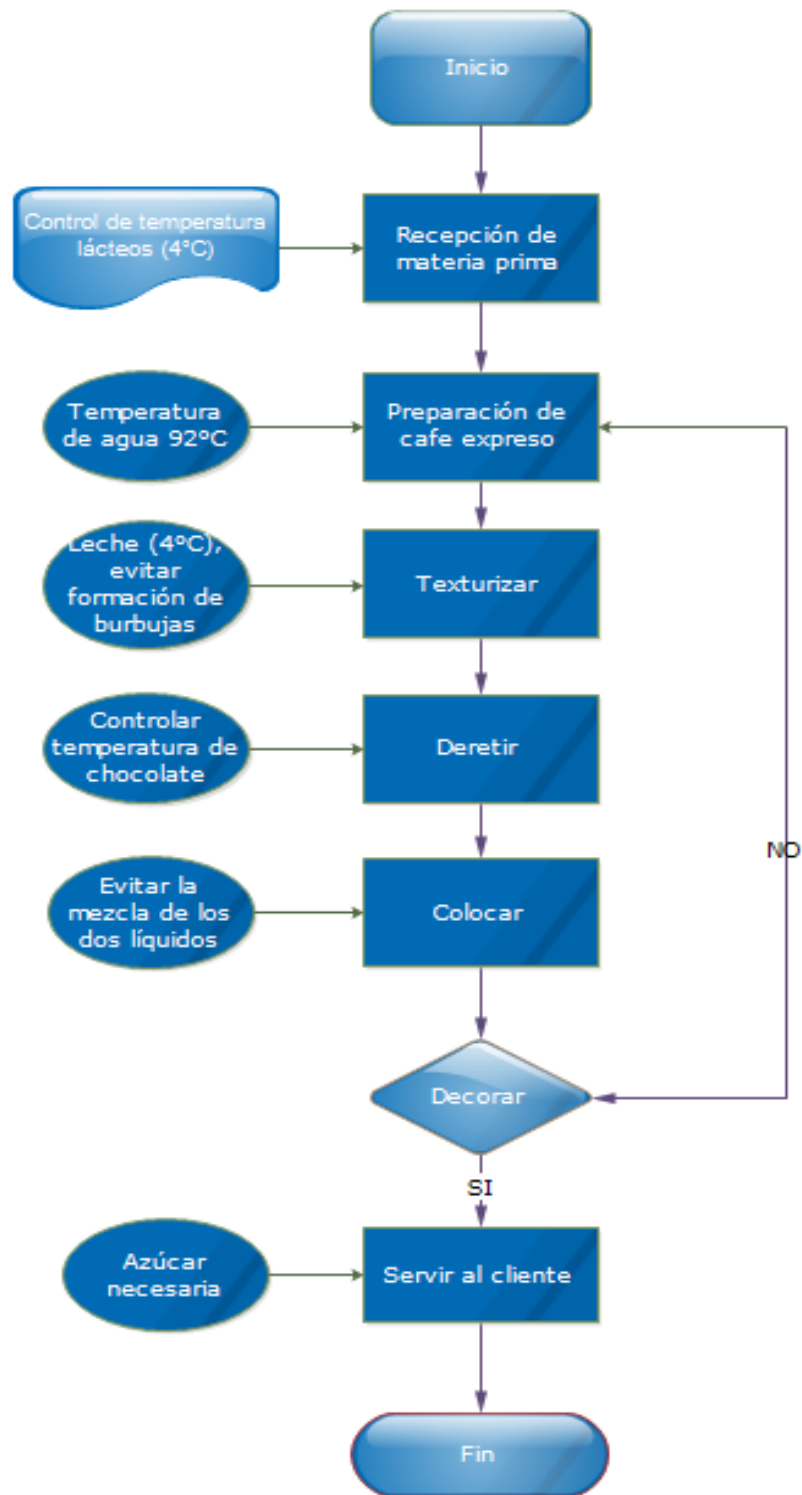 Inicio
Control de temperatura
lácteos (4°C)
Recepción de
materia prima
Temperatura
de agua 92°C
Preparación de
cafe expreso
Leche (4°C),
evitar
formación de
burbujas
Texturizar
Controlar
temperatura de
chocolate
Deretir
Evitar la
mezcla de los
dos líquidos
Colocar
NO
Decorar
SI
Azúcar
necesaria
Servir al cliente
Fin